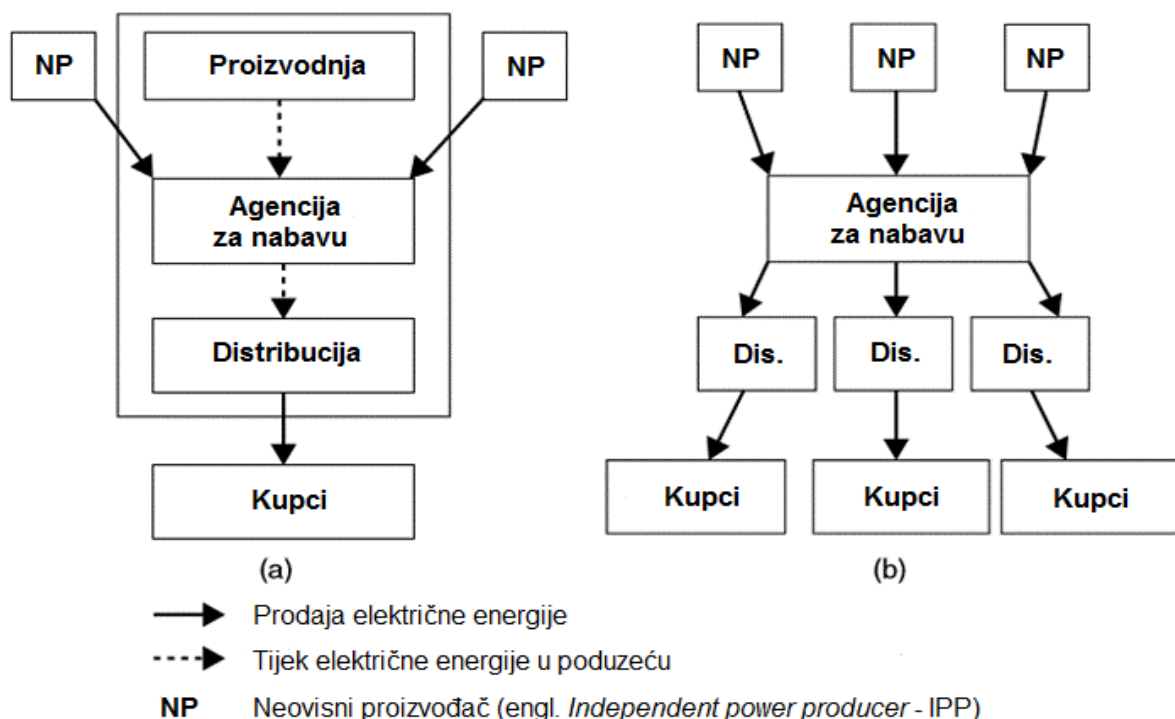 NP
Proizvodnja
NP
Agencija
za nabavu
Distribucija
Kupci
(a)
NP
NP
NP
Agencija
za nabavu
Dis.
Dis.
Dis.
Kupci
Kupci
Kupci
(b)
Prodaja električne energije
Tijek električne energije u poduzeću
NP Neovisni proizvođač (engl. Independent power producer - IPP)